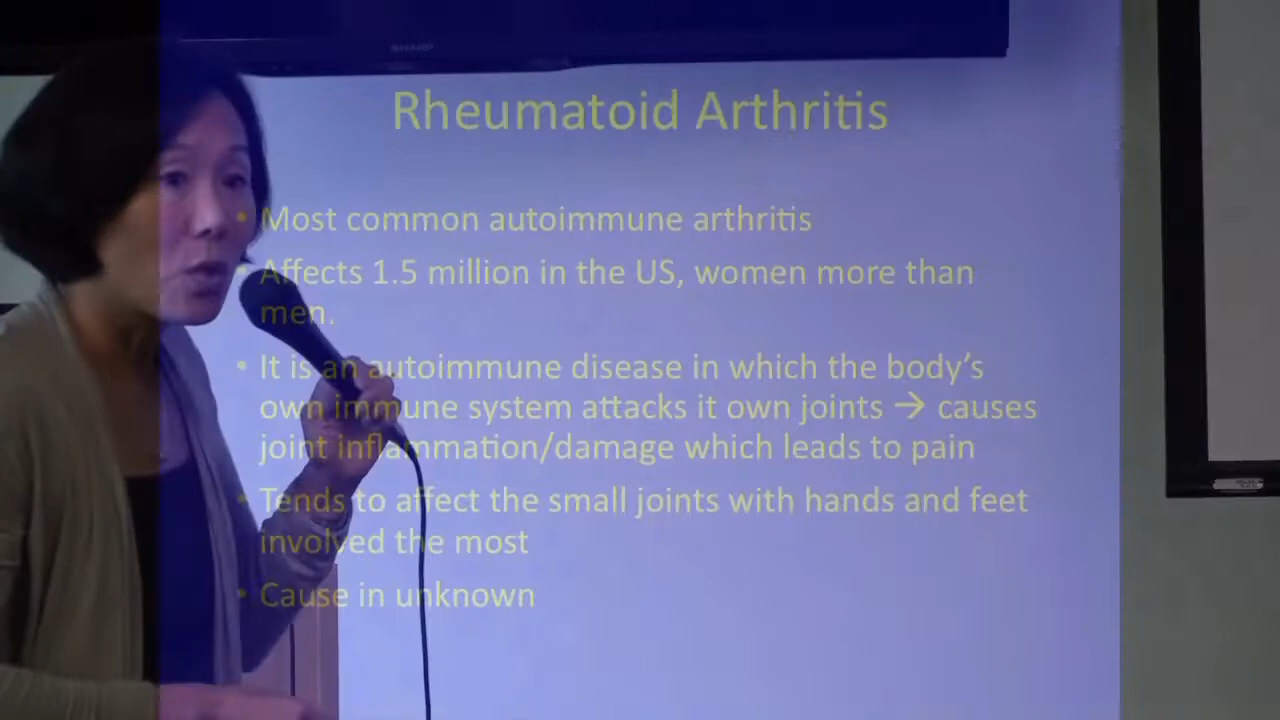 SHARP
Rheumatoid Arthritis
• Most common autoimmune arthritis
• Affects 1.5 million in the US, women more than
men.
• It is an autoimmune disease in which the body’s
own immune system attacks it own joints → causes
joint inflammation/damage which leads to pain
• Tends to affect the small joints with hands and feet
involved the most
• Cause in unknown